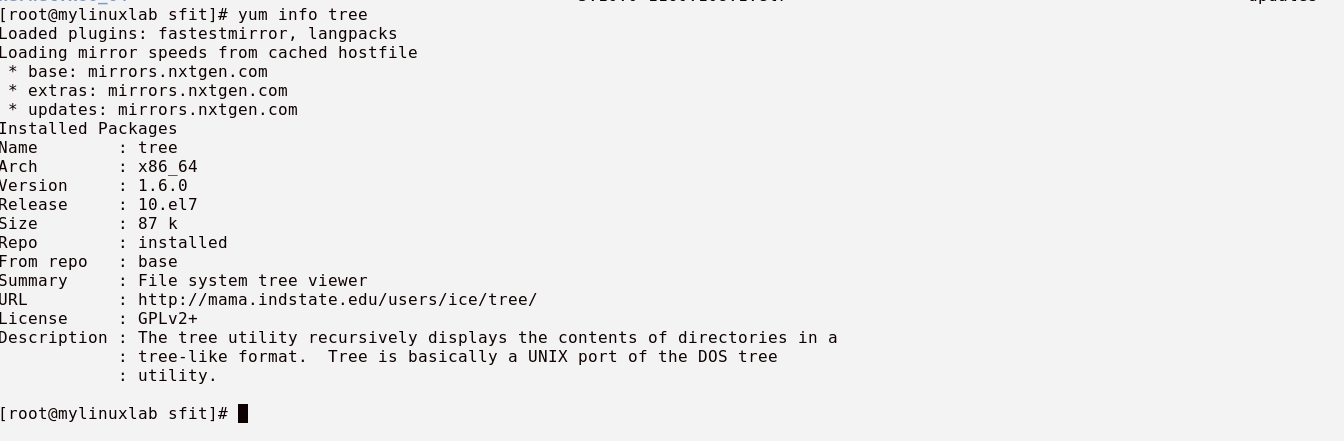 [root@mylinuxlab sfit]# yum info tree
Loaded plugins: fastestmirror, langpacks
Loading mirror speeds from cached hostfile
 * base: mirrors.nxtgen.com
 * extras: mirrors.nxtgen.com
 * updates: mirrors.nxtgen.com
Installed Packages
Name        : tree
Arch        : x86_64
Version     : 1.6.0
Release     : 10.el7
Size        : 87 k
Repo        : installed
From repo   : base
Summary     : File system tree viewer
URL         : http://mama.indstate.edu/users/ice/tree/
License     : GPLv2+
Description : The tree utility recursively displays the contents of directories in a
            : tree-like format.  Tree is basically a UNIX port of the DOS tree
            : utility.
[root@mylinuxlab sfit]#